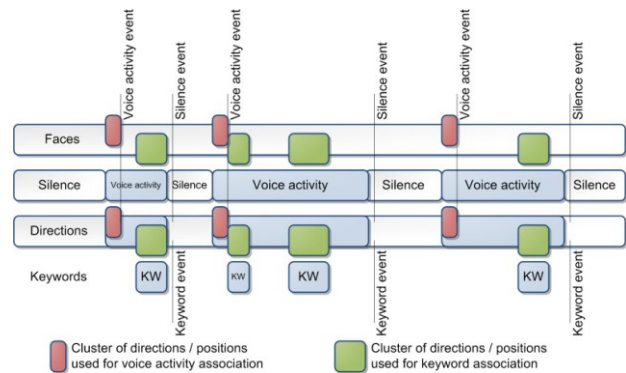 Voice activity event
Silence event
Voice activity event
Silence event
Voice activity event
Silence event
Faces
Silence
Voice activity
Silence
Voice activity
Silence
Voice activity
Silence
Directions
Keywords
KW
KW
KW
KW
Keyword event
Keyword event
Keyword event
Cluster of directions / positions
used for voice activity association
Cluster of directions / positions
used for keyword association